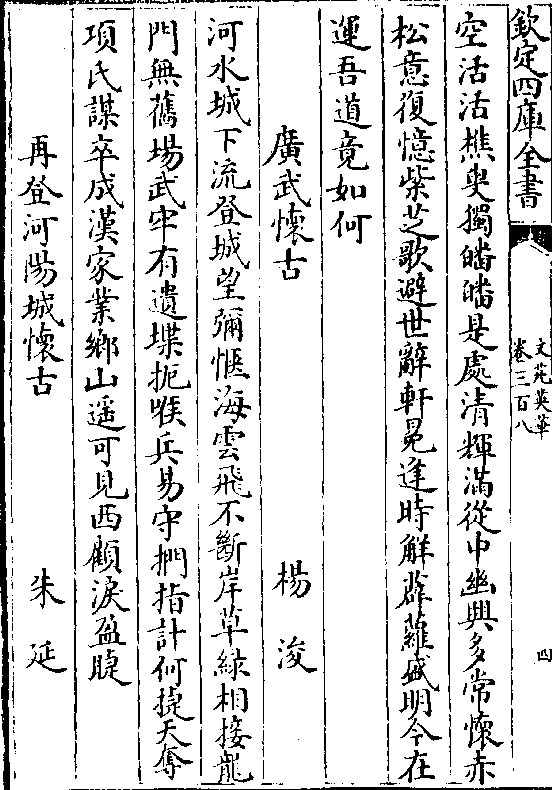 欽定四庫全書
文苑英華
卷三百八
四
空活活樵叟獨皤皤是處清輝滿從中幽興多常懷赤
松意復憶紫芝歌避世辭軒冕逢時解薜蘿盛明今在
運吾道竟如何
廣武懷古 楊浚
河水城下流登城望彌愜海雲飛不斷岸草綠相接龍
門無舊場武牢有遺堞扼喉兵易守捬指計何捷天奪
項氏謀卒成漢家業鄉山遥可見西顧淚盈睫
再登河陽城懷古 朱延